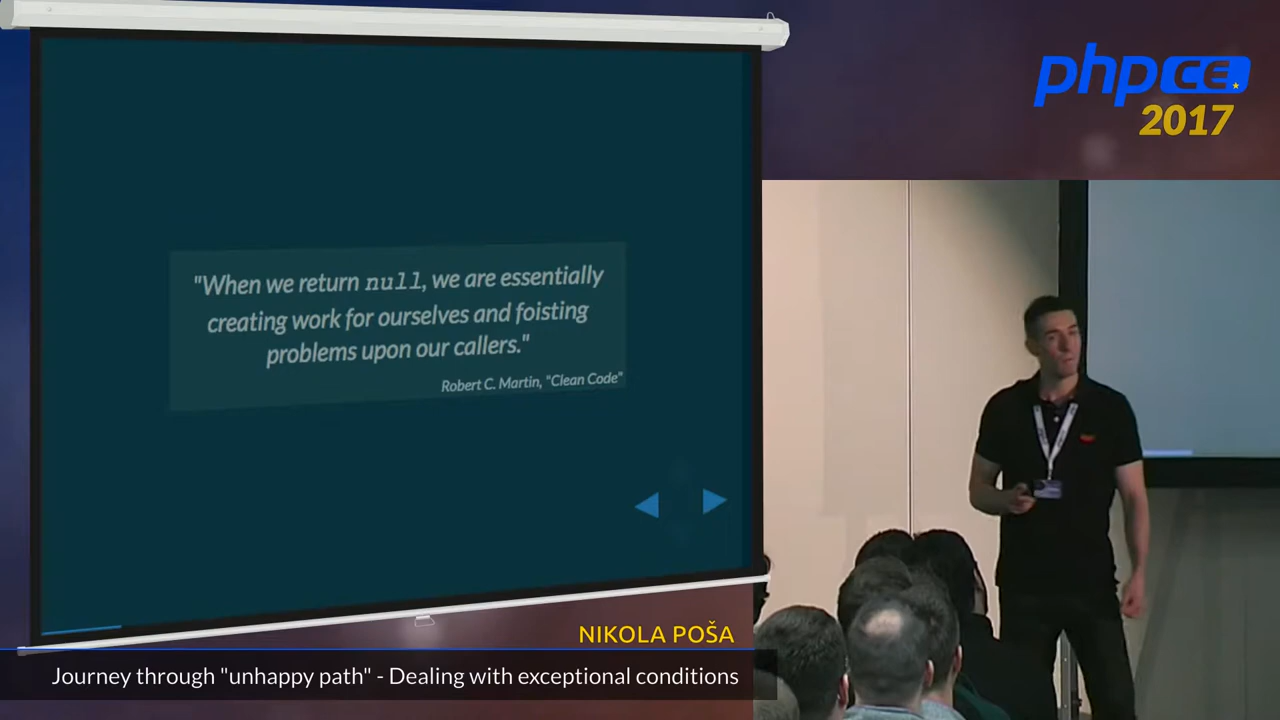 phpCE
2017
"When we return null, we are essentially
creating work for ourselves and foisting
problems upon our callers."
Robert C. Martin, "Clean Code"
NIKOLA POŠA
Journey through "unhappy path" - Dealing with exceptional conditions